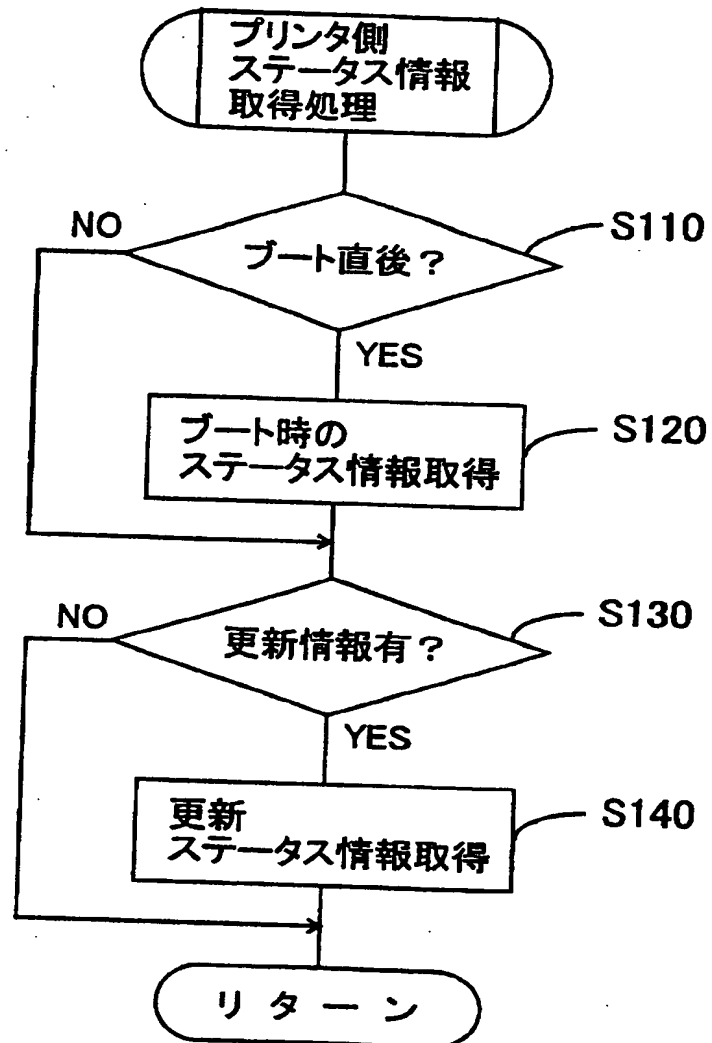 プリンタ側
ステータス情報
取得処理
NO
ブート直後？
S110
YES
ブート時の
ステータス情報取得
S120
NO
更新情報有？
S130
YES
更新
ステータス情報取得
S140
リターン